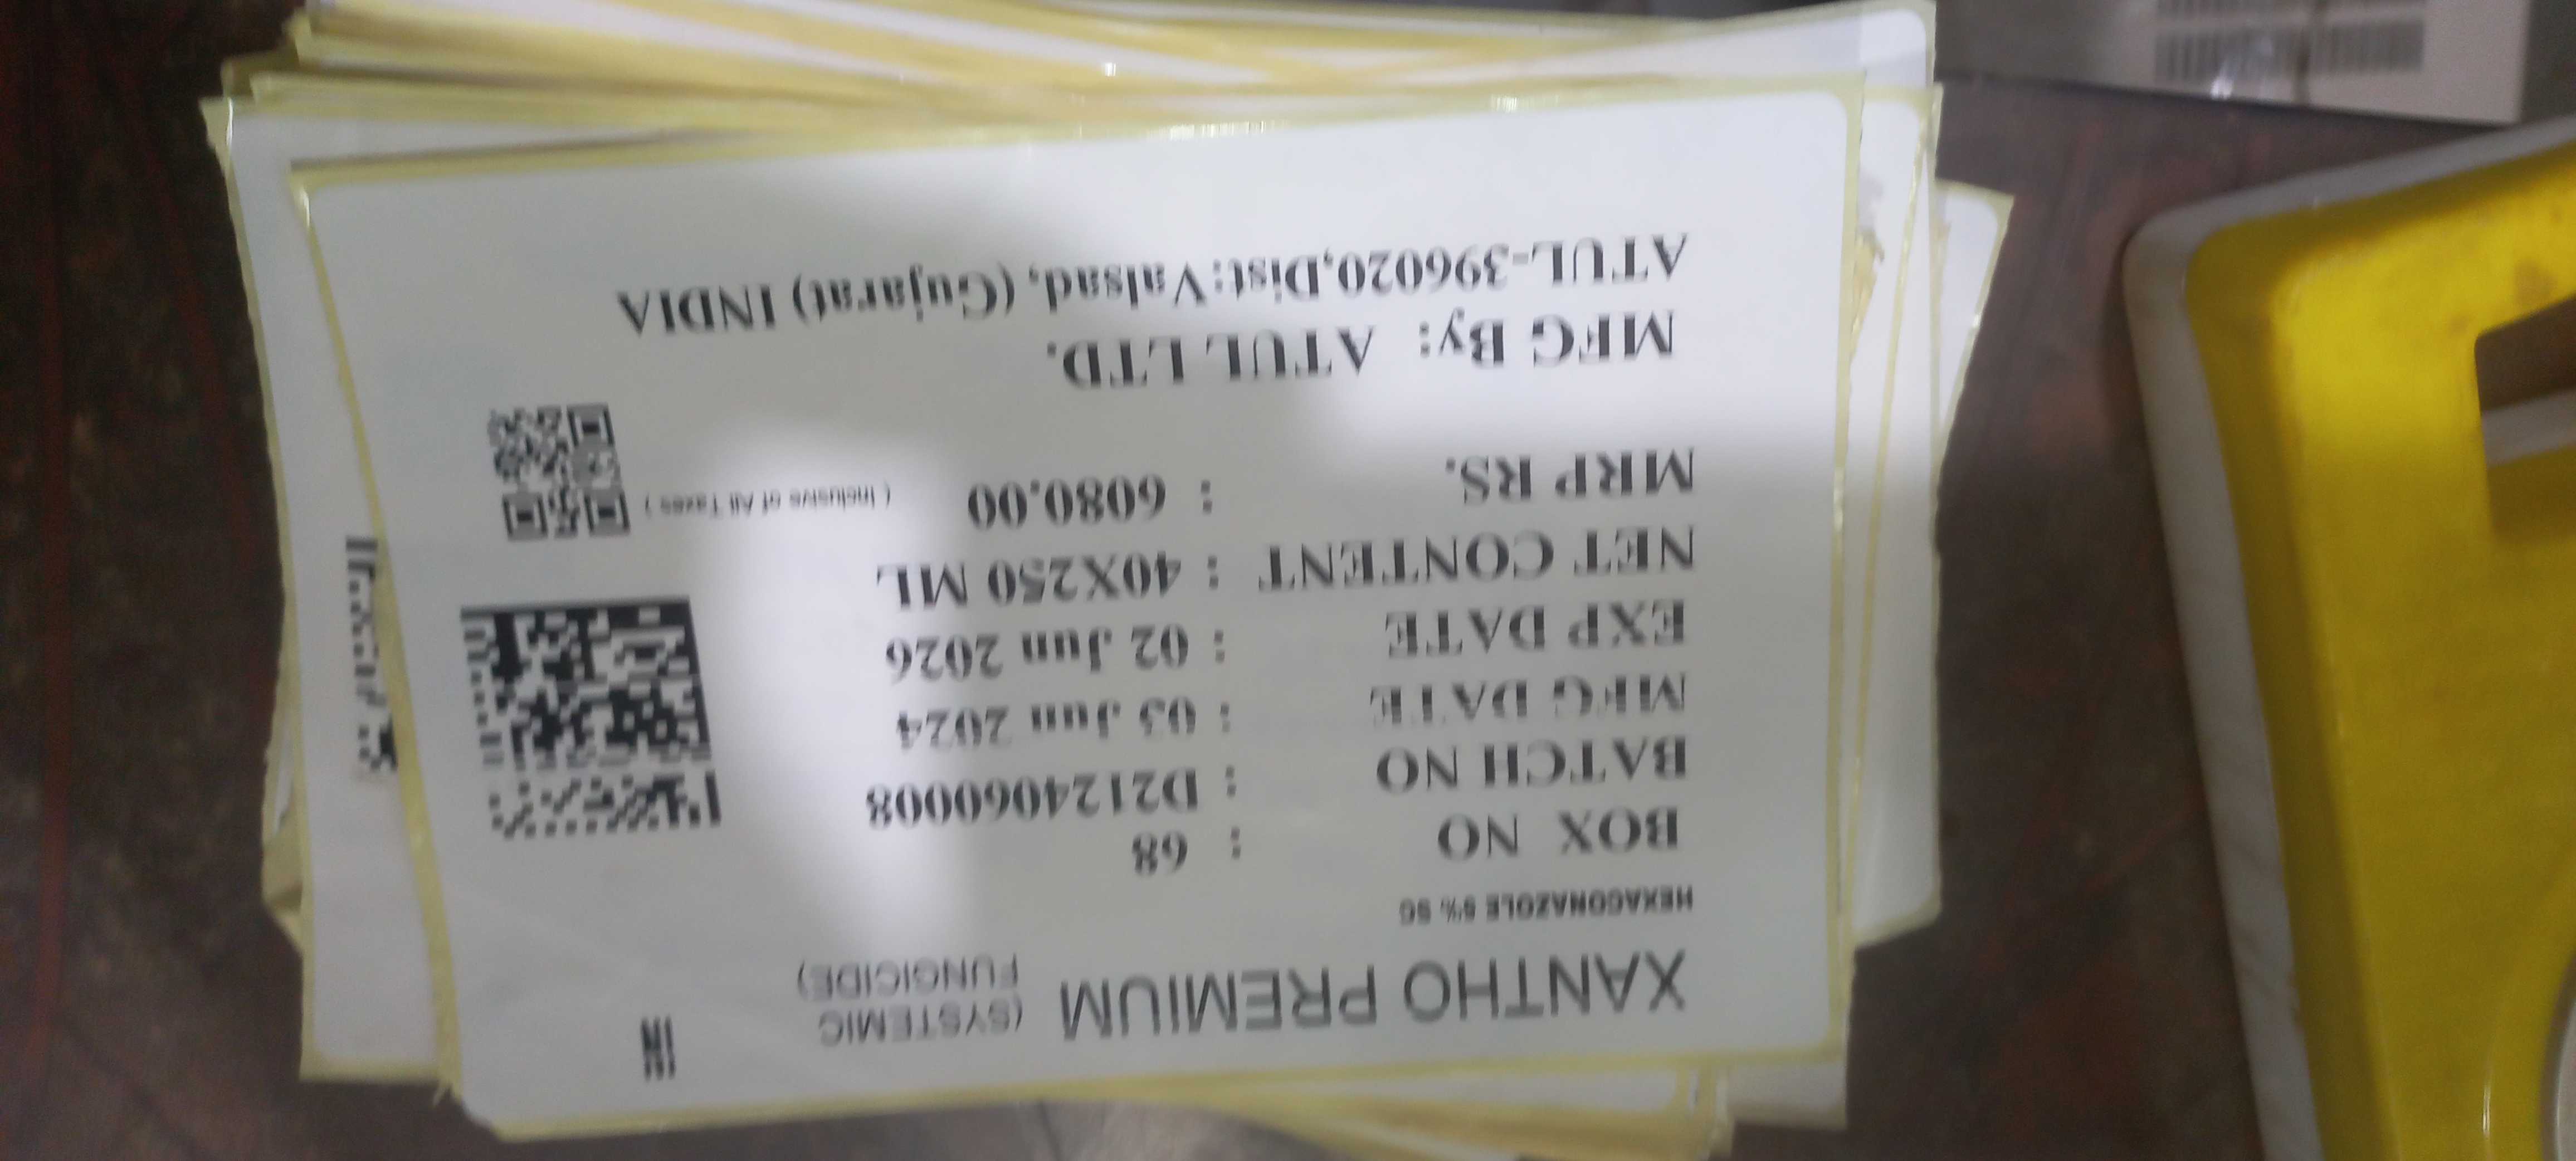 IN
XANTHO PREMIUM (SYSTEMIC FUNGICIDE)
HEXACONAZOLE 5% SC
BOX NO : 68
BATCH NO : D2124060008
MFG DATE : 03 Jun 2024
EXP DATE : 02 Jun 2026
NET CONTENT : 40X250 ML
MRP RS. : 6080.00 ( Inclusive of All Taxes )
MFG By: ATUL LTD.
ATUL-396020,Dist:Valsad, (Gujarat) INDIA